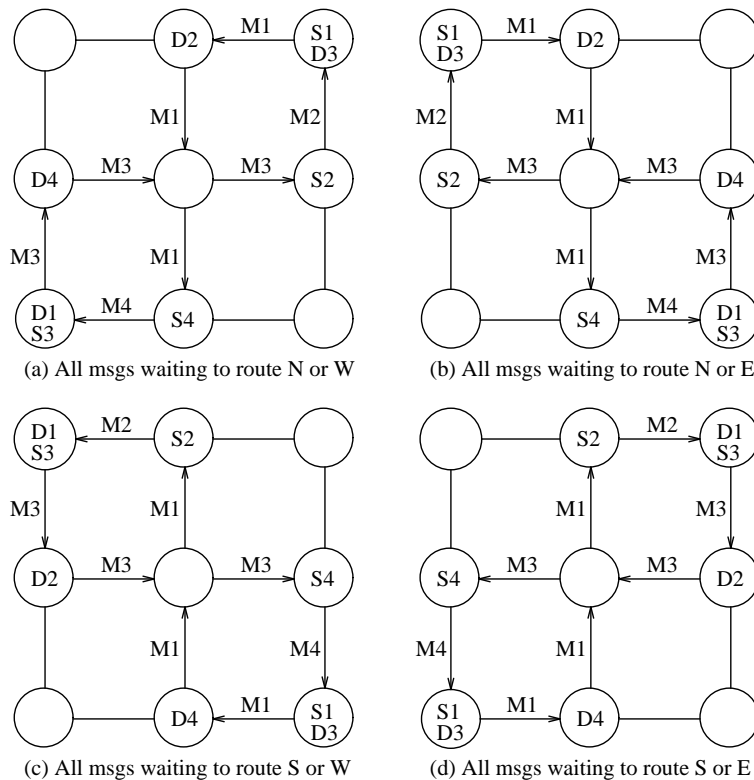 M1 M1
D2 S1 S1 D2
D3 D3
M1 M2 M2 M1
M3 M3 M3 M3
D4 S2 S2 D4
M3 M1 M1 M3
M4 M4
D1 S4 S4 D1
S3 S3
(a) All msgs waiting to route N or W (b) All msgs waiting to route N or E
M2 M2
D1 S2 S2 D1
S3 S3
M3 M1 M1 M3
M3 M3 M3 M3
D2 S4 S4 D2
M1 M4 M4 M1
M1 M1
D4 S1 S1 D4
D3 D3
(c) All msgs waiting to route S or W (d) All msgs waiting to route S or E